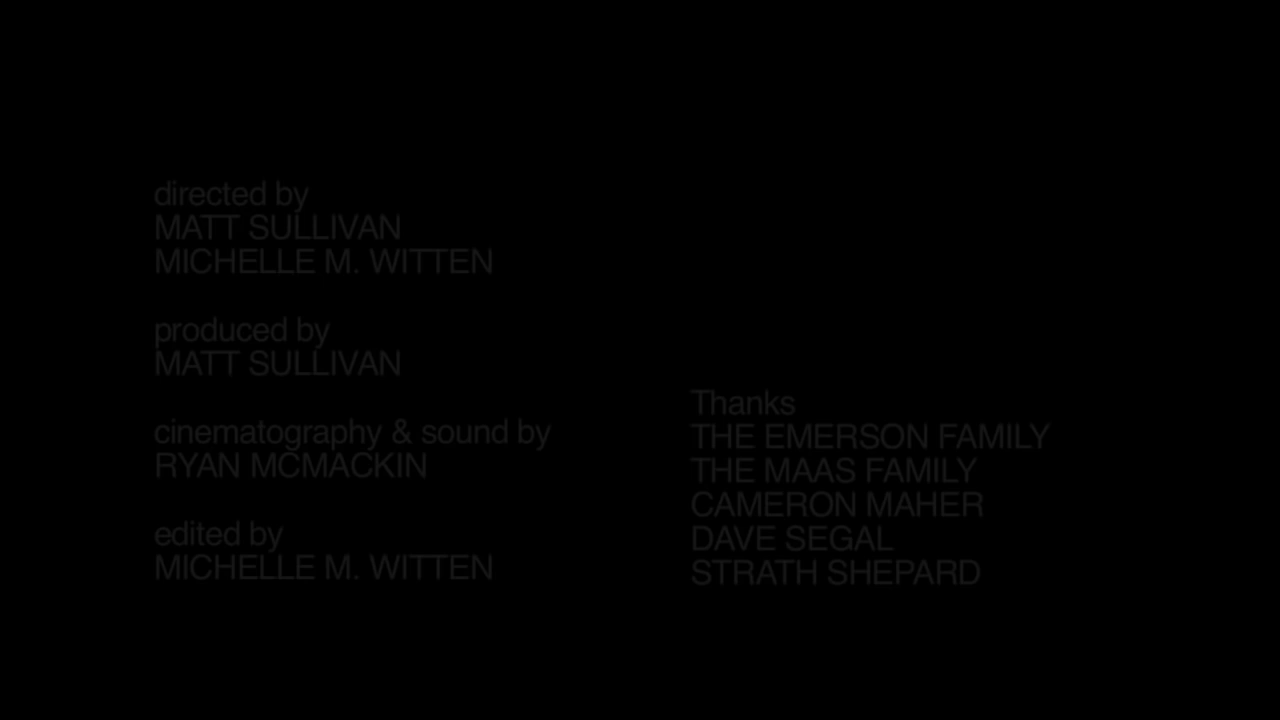 directed by
MATT SULLIVAN
MICHELLE M. WITTEN
produced by
MATT SULLIVAN
cinematography & sound by
RYAN MCMACKIN
edited by
MICHELLE M. WITTEN
Thanks
THE EMERSON FAMILY
THE MAAS FAMILY
CAMERON MAHER
DAVE SEGAL
STRATH SHEPARD